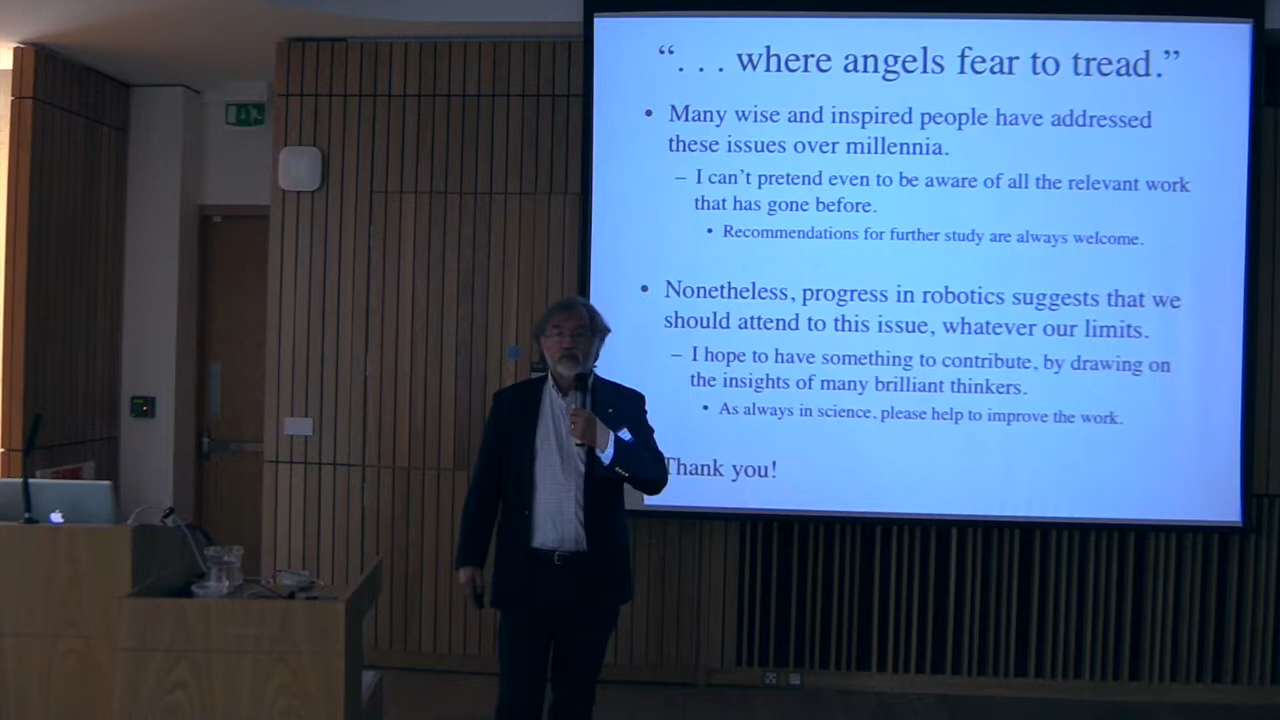 “. . . where angels fear to tread.”
• Many wise and inspired people have addressed
these issues over millennia.
– I can’t pretend even to be aware of all the relevant work
that has gone before.
• Recommendations for further study are always welcome.
• Nonetheless, progress in robotics suggests that we
should attend to this issue, whatever our limits.
– I hope to have something to contribute, by drawing on
the insights of many brilliant thinkers.
• As always in science, please help to improve the work.
Thank you!